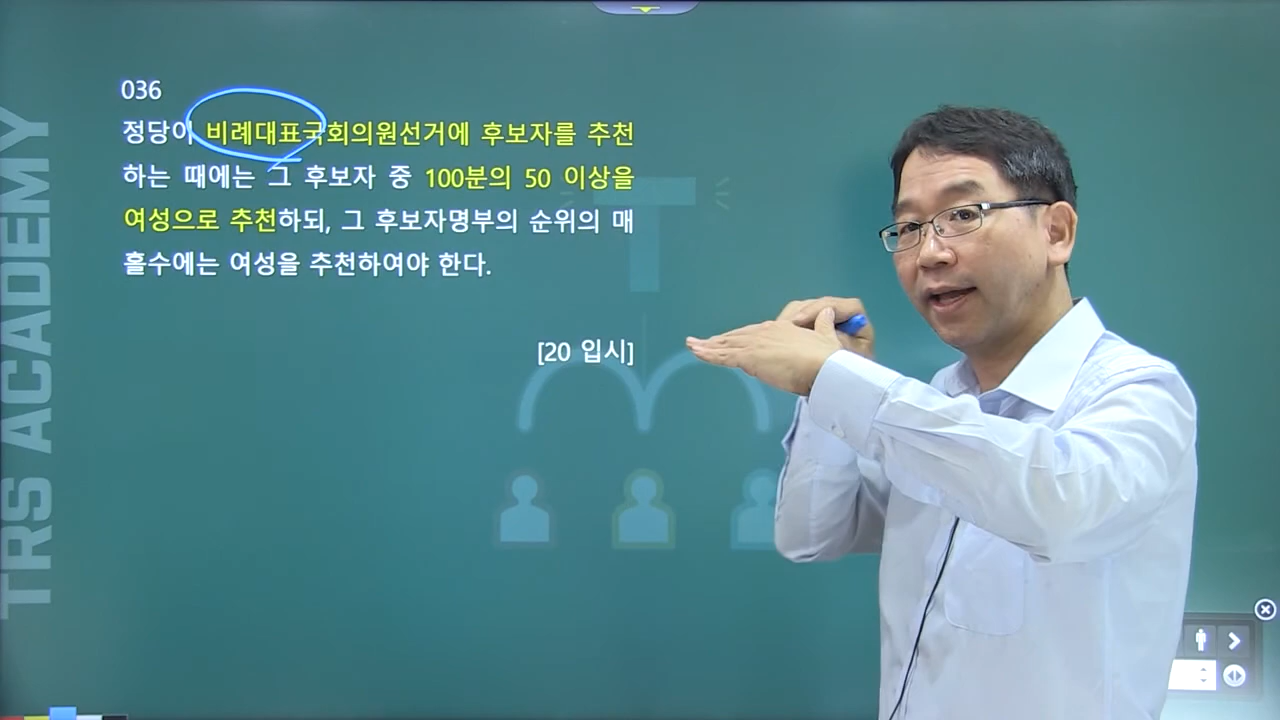 036
정당이 비례대표국회의원선거에 후보자를 추천
하는 때에는 그 후보자 중 100분의 50 이상을
여성으로 추천하되, 그 후보자명부의 순위의 매
홀수에는 여성을 추천하여야 한다.
[20 입시]
TRS ACADEMY